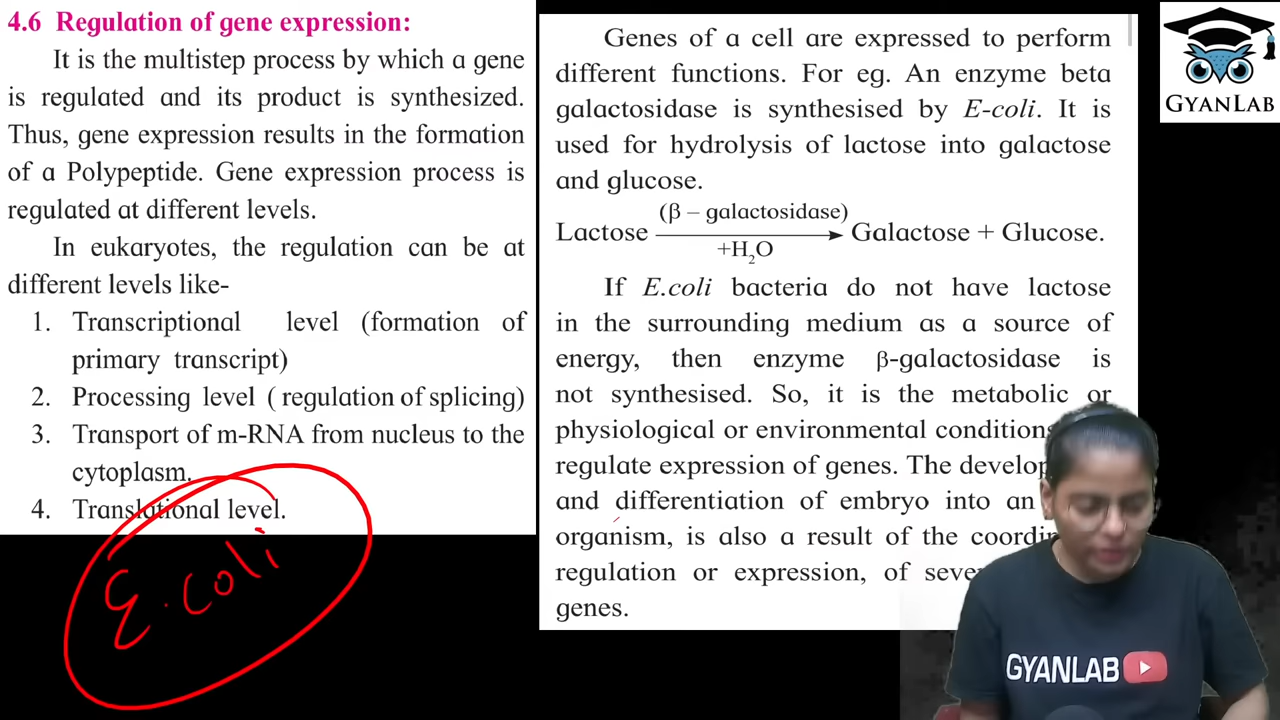 4.6 Regulation of gene expression:
It is the multistep process by which a gene
is regulated and its product is synthesized.
Thus, gene expression results in the formation
of a Polypeptide. Gene expression process is
regulated at different levels.
In eukaryotes, the regulation can be at
different levels like-
1. Transcriptional level (formation of
primary transcript)
2. Processing level ( regulation of splicing)
3. Transport of m-RNA from nucleus to the
cytoplasm.
4. Translational level.
E.coli
Genes of a cell are expressed to perform
different functions. For eg. An enzyme beta
galactosidase is synthesised by E-coli. It is
used for hydrolysis of lactose into galactose
and glucose.
(β – galactosidase)
Lactose Galactose + Glucose.
+H₂O
If E.coli bacteria do not have lactose
in the surrounding medium as a source of
energy, then enzyme β-galactosidase is
not synthesised. So, it is the metabolic or
physiological or environmental conditions
regulate expression of genes. The develop
and differentiation of embryo into an
organism, is also a result of the coordin
regulation or expression, of seve
genes.
GYANLAB
GYANLAB